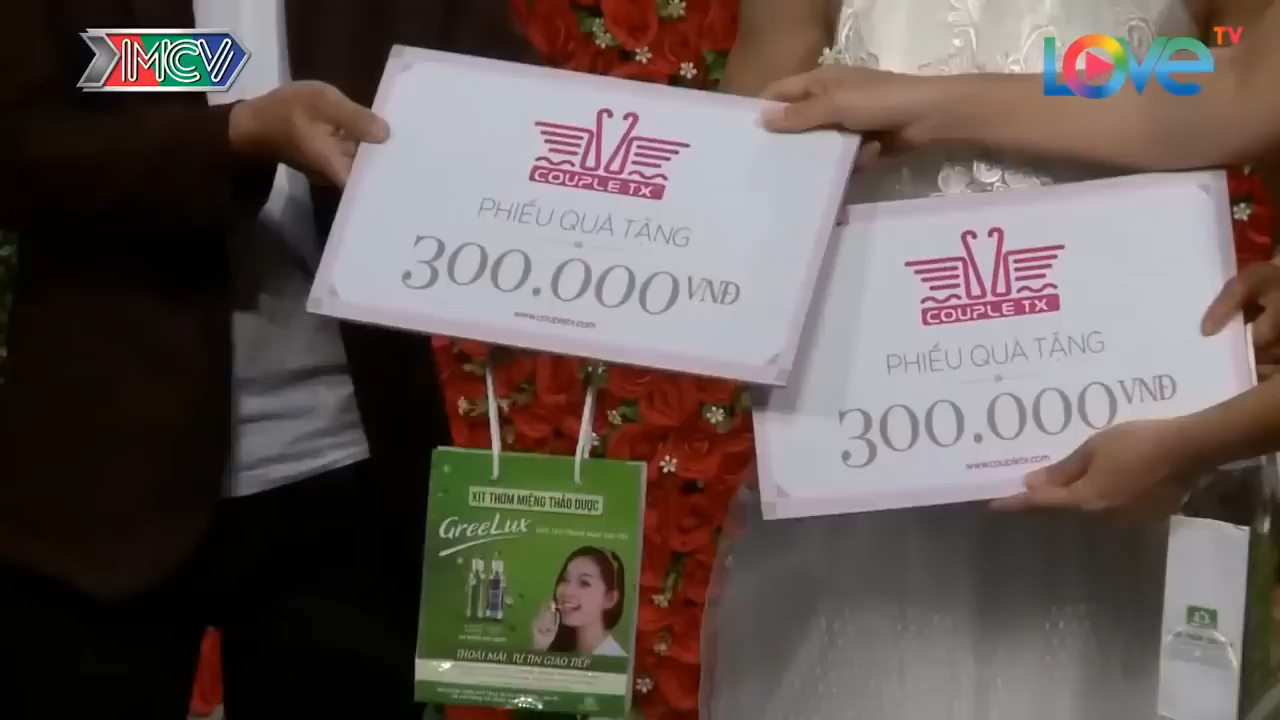 MCV
LOVE TV
COUPLE TX
PHIẾU QUÀ TẶNG
300.000 VNĐ
www.coupletx.com
COUPLE TX
PHIẾU QUÀ TẶNG
300.000 VNĐ
www.coupletx.com
XỊT THƠM MIỆNG THẢO DƯỢC
GreeLux
THOẢI MÁI, TỰ TIN GIAO TIẾP